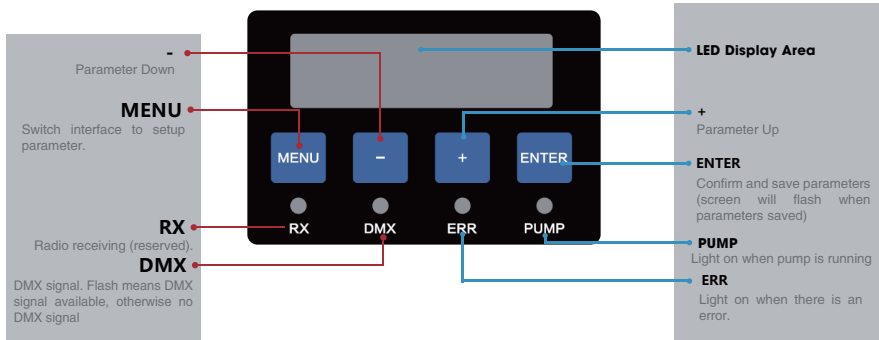 -
Parameter Down
MENU
Switch interface to setup
parameter.
RX
Radio receiving (reserved).
DMX
DMX signal. Flash means DMX
signal available, otherwise no
DMX signal
MENU
-
+
ENTER
RX
DMX
ERR
PUMP
LED Display Area
+
Parameter Up
ENTER
Confirm and save parameters
(screen will flash when
parameters saved)
PUMP
Light on when pump is running
ERR
Light on when there is an
error.